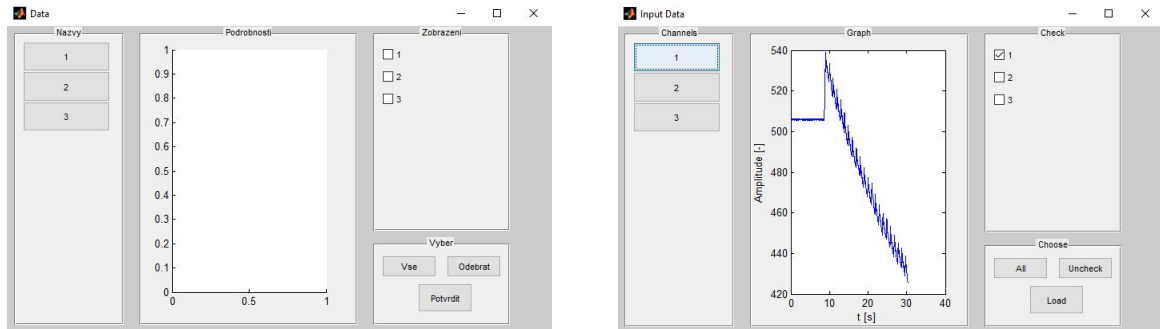 Data
Nazvy
1
2
3
Podrobnosti
1
0.9
0.8
0.7
0.6
0.5
0.4
0.3
0.2
0.1
0
0 0.5 1
Zobrazeni
1
2
3
Vyber
Vse Odebrat
Potvrdit
Input Data
Channels
1
2
3
Graph
540
520
500
480
460
440
420
Amplitude [-]
0 10 20 30 40
t [s]
Check
1
2
3
Choose
All Uncheck
Load